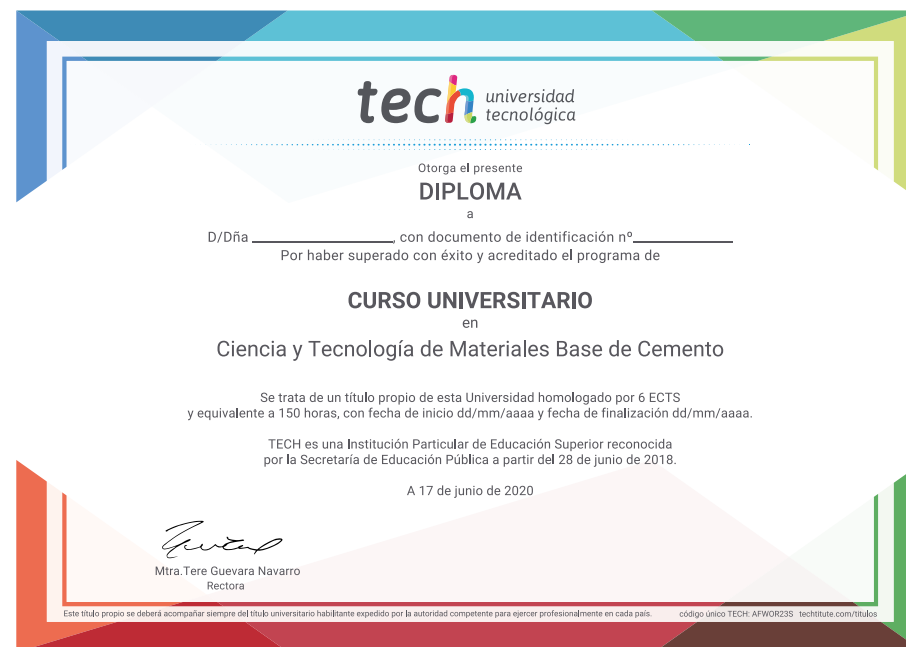 tech universidad
tecnológica
Otorga el presente
DIPLOMA
a
D/Dña , con documento de identificación nº
Por haber superado con éxito y acreditado el programa de
CURSO UNIVERSITARIO
en
Ciencia y Tecnología de Materiales Base de Cemento
Se trata de un título propio de esta Universidad homologado por 6 ECTS
y equivalente a 150 horas, con fecha de inicio dd/mm/aaaa y fecha de finalización dd/mm/aaaa.
TECH es una Institución Particular de Educación Superior reconocida
por la Secretaría de Educación Pública a partir del 28 de junio de 2018.
A 17 de junio de 2020
Mtra.Tere Guevara Navarro
Rectora
Este título propio se deberá acompañar siempre del título universitario habilitante expedido por la autoridad competente para ejercer profesionalmente en cada país. código único TECH: AFWOR23S techtitute.com/titulos